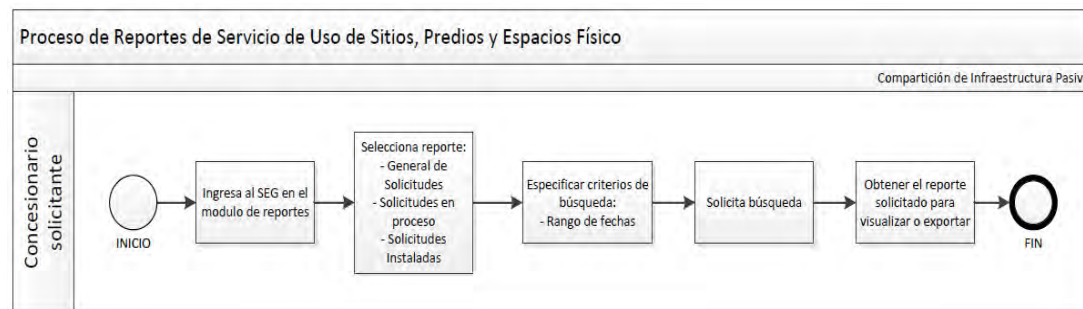 Proceso de Reportes de Servicio de Uso de Sitios, Predios y Espacios Físico
Compartición de Infraestructura Pasiv
Concesionario
solicitante
INICIO
Ingresa al SEG en el
modulo de reportes
Selecciona reporte:
- General de
Solicitudes
- Solicitudes en
proceso
- Solicitudes
Instaladas
Especificar criterios de
búsqueda:
- Rango de fechas
Solicita búsqueda
Obtener el reporte
solicitado para
visualizar o exportar
FIN